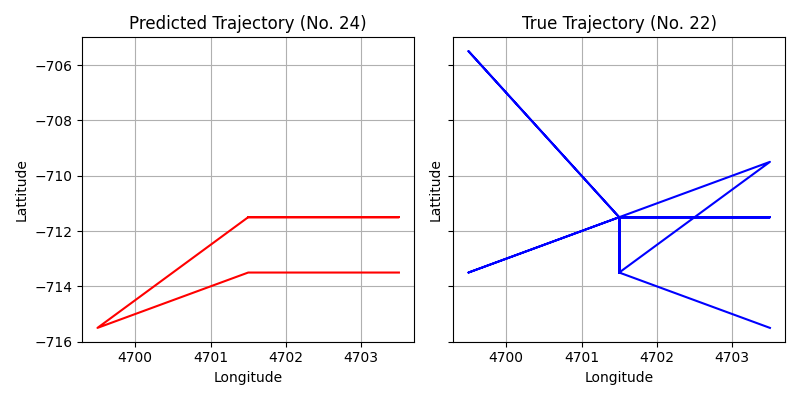 Predicted Trajectory (No. 24)
True Trajectory (No. 22)
−706
−708
−710
−712
−714
−716
Lattitude
Lattitude
4700 4701 4702 4703
4700 4701 4702 4703
Longitude
Longitude